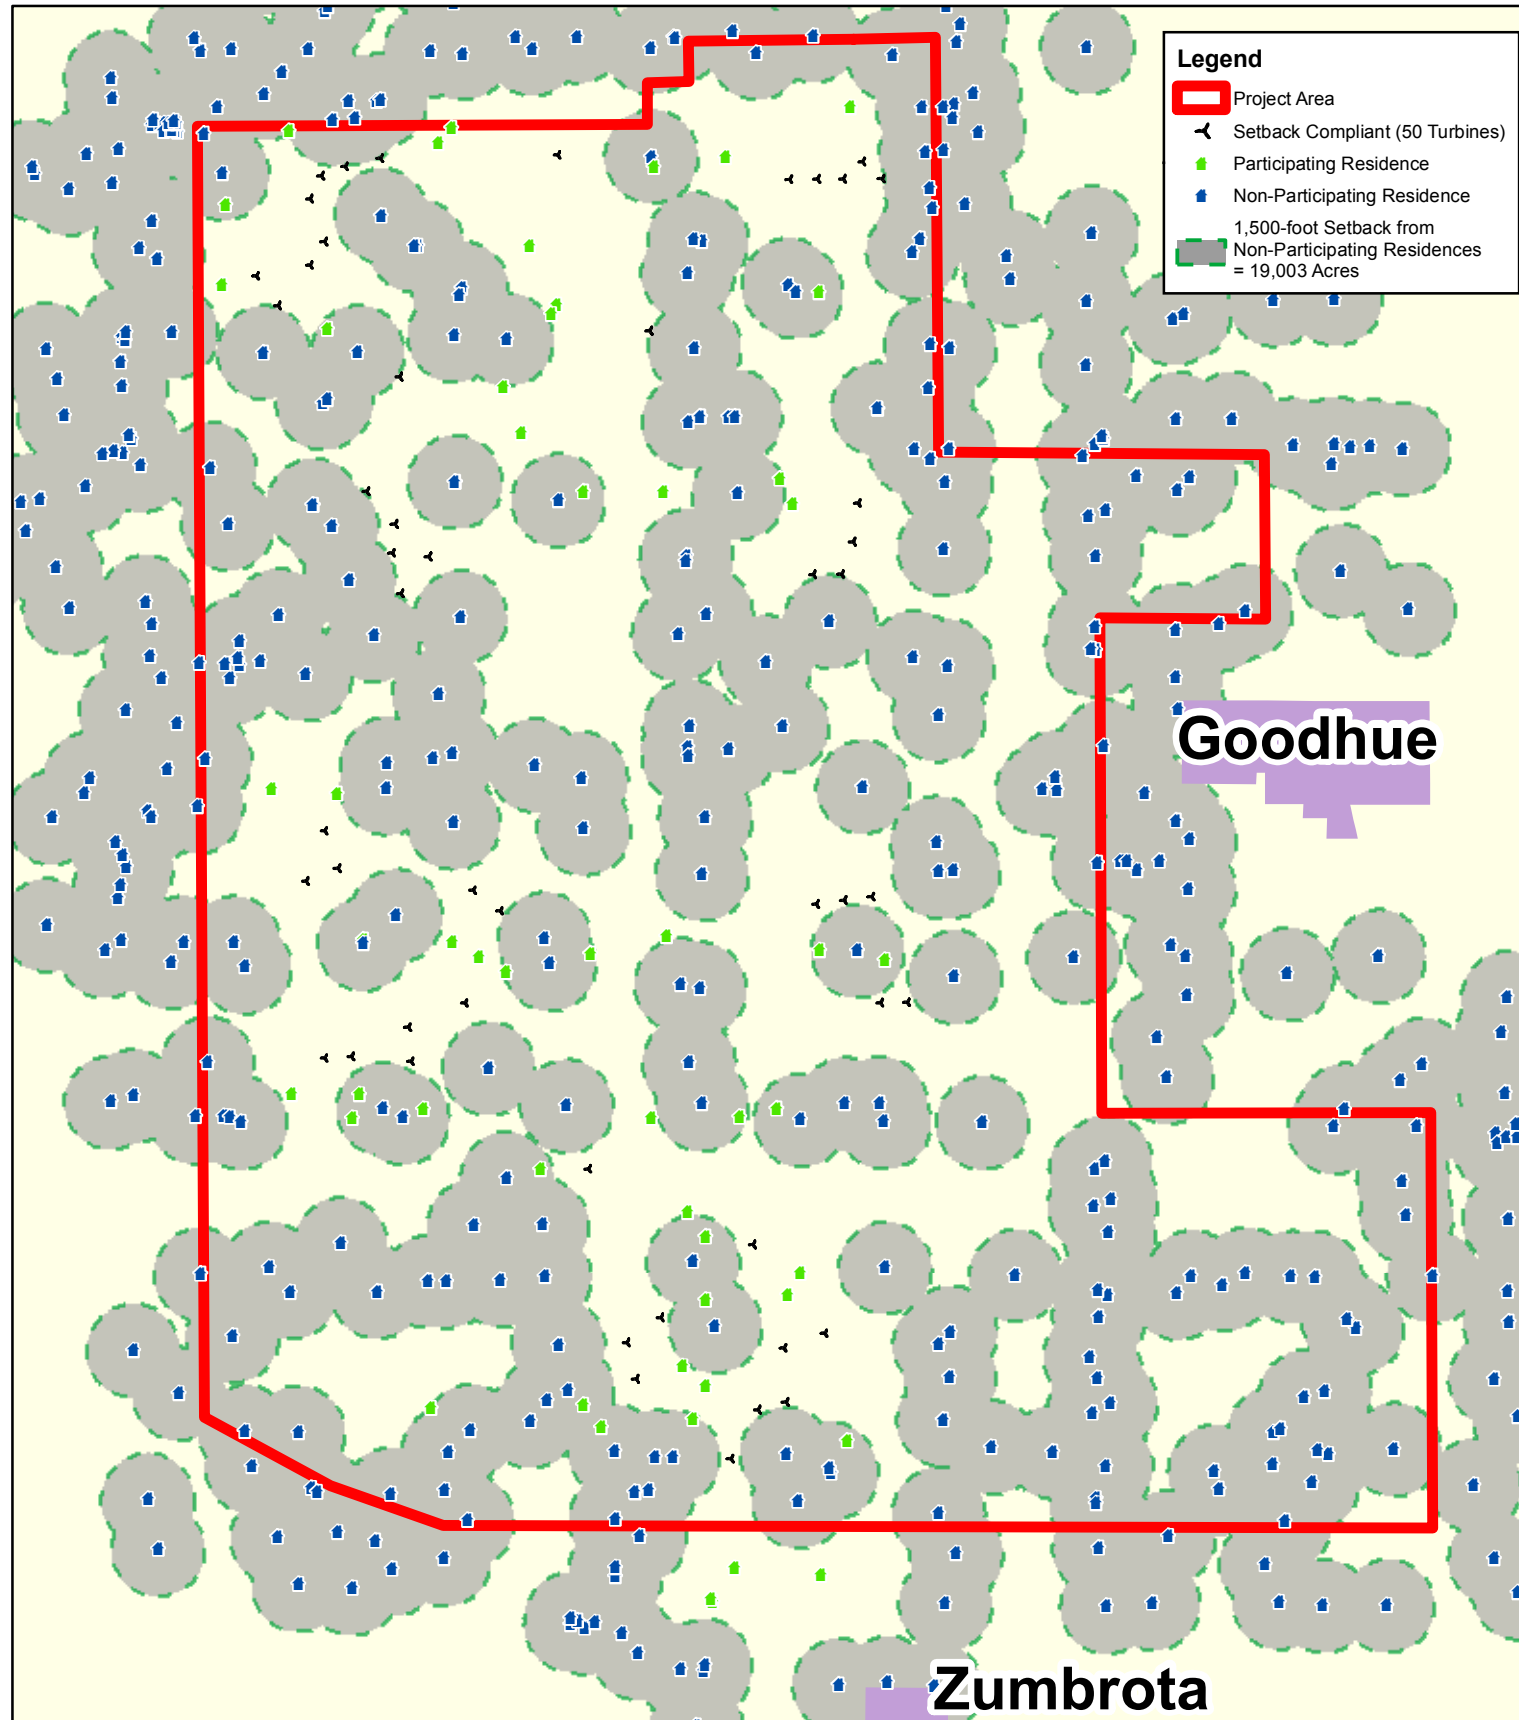 Legend
Project Area
Setback Compliant (50 Turbines)
Participating Residence
Non-Participating Residence
1,500-foot Setback from
Non-Participating Residences
= 19,003 Acres
Goodhue
Zumbrota